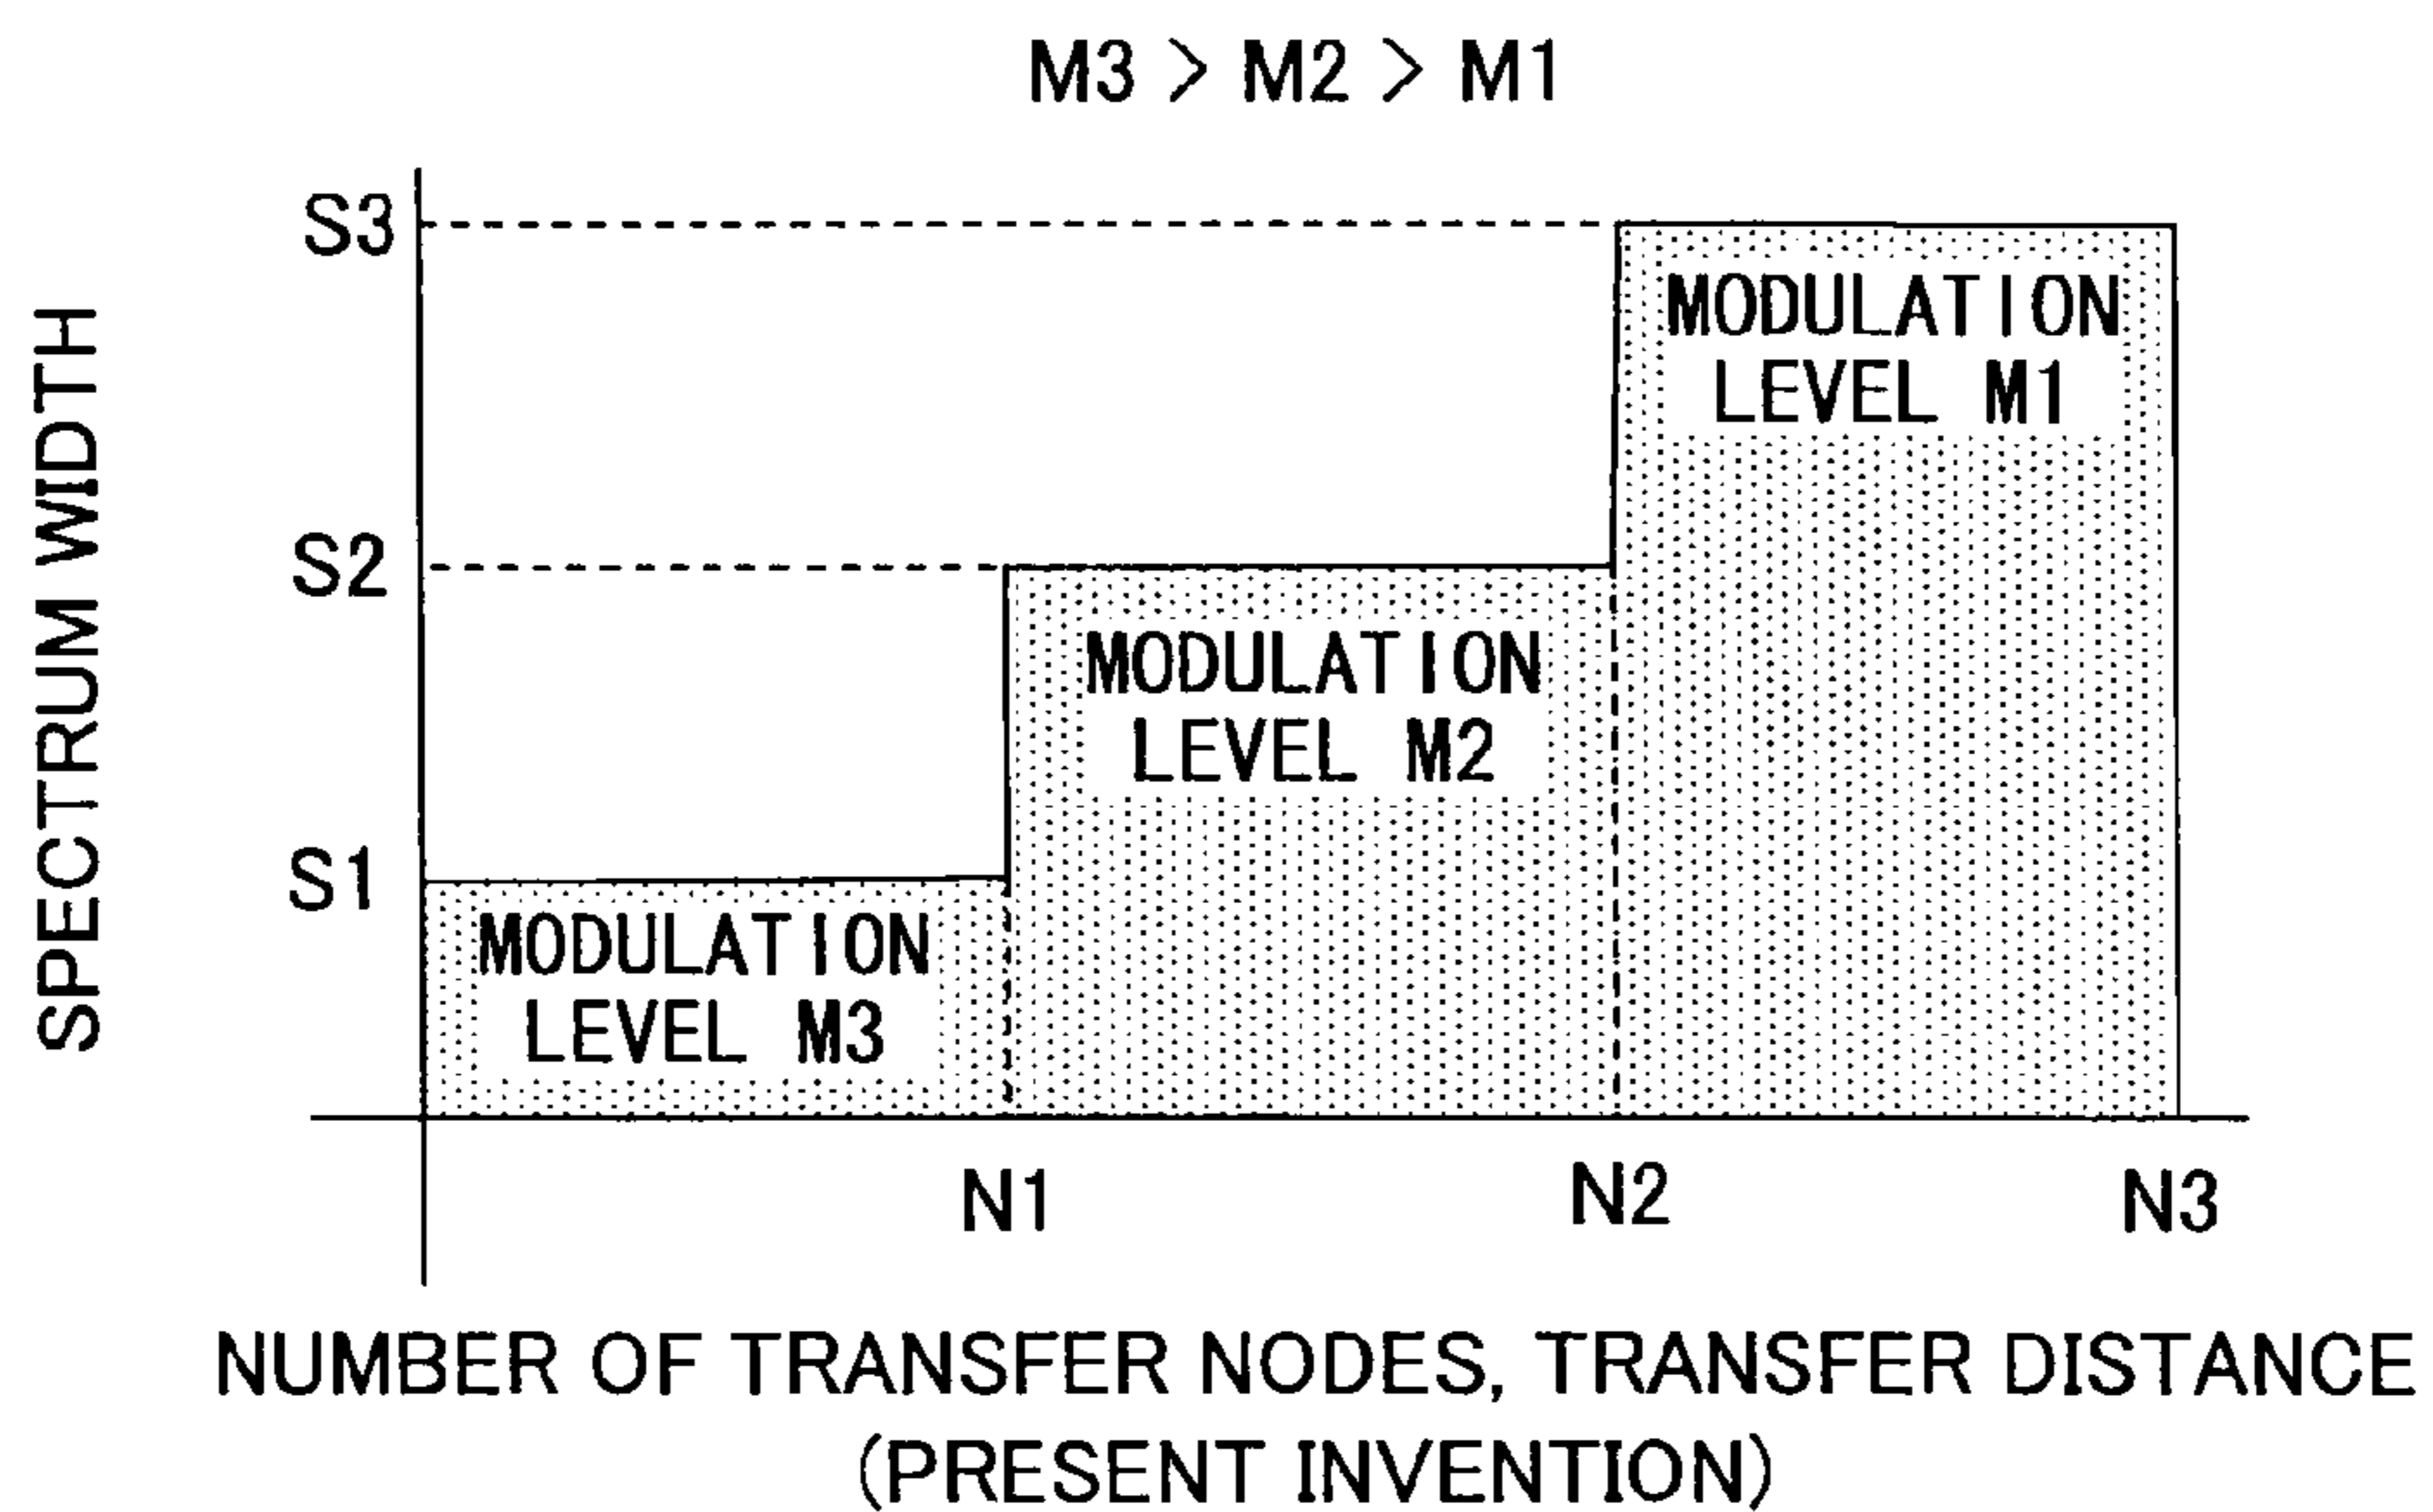 M3 > M2 > M1
SPECTRUM WIDTH
S3
S2
S1
MODULATION
LEVEL M1
MODULATION
LEVEL M2
MODULATION
LEVEL M3
N1
N2
N3
NUMBER OF TRANSFER NODES, TRANSFER DISTANCE
(PRESENT INVENTION)